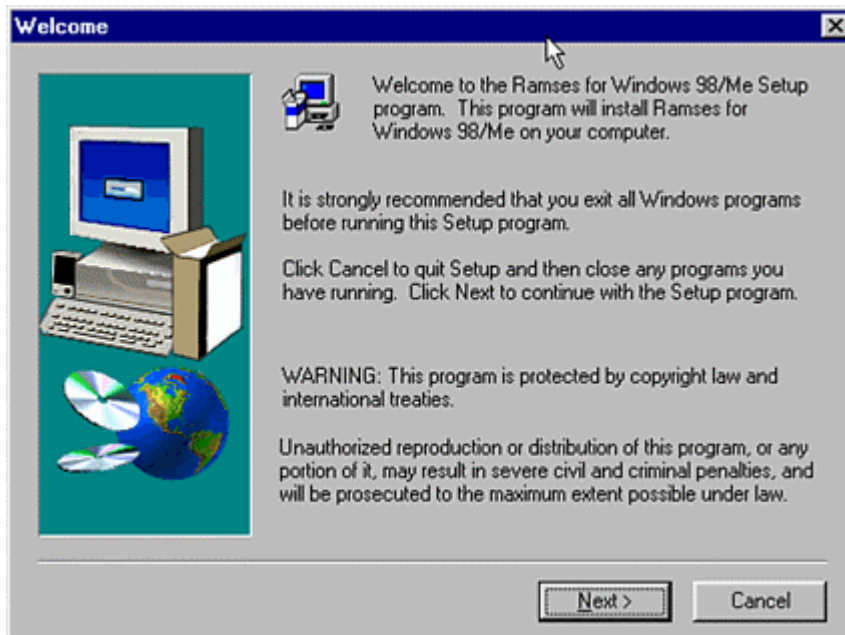 Welcome
Welcome to the Ramses for Windows 98/Me Setup
program. This program will install Ramses for
Windows 98/Me on your computer.
It is strongly recommended that you exit all Windows programs
before running this Setup program.
Click Cancel to quit Setup and then close any programs you
have running. Click Next to continue with the Setup program.
WARNING: This program is protected by copyright law and
international treaties.
Unauthorized reproduction or distribution of this program, or any
portion of it, may result in severe civil and criminal penalties, and
will be prosecuted to the maximum extent possible under law.
Next >
Cancel